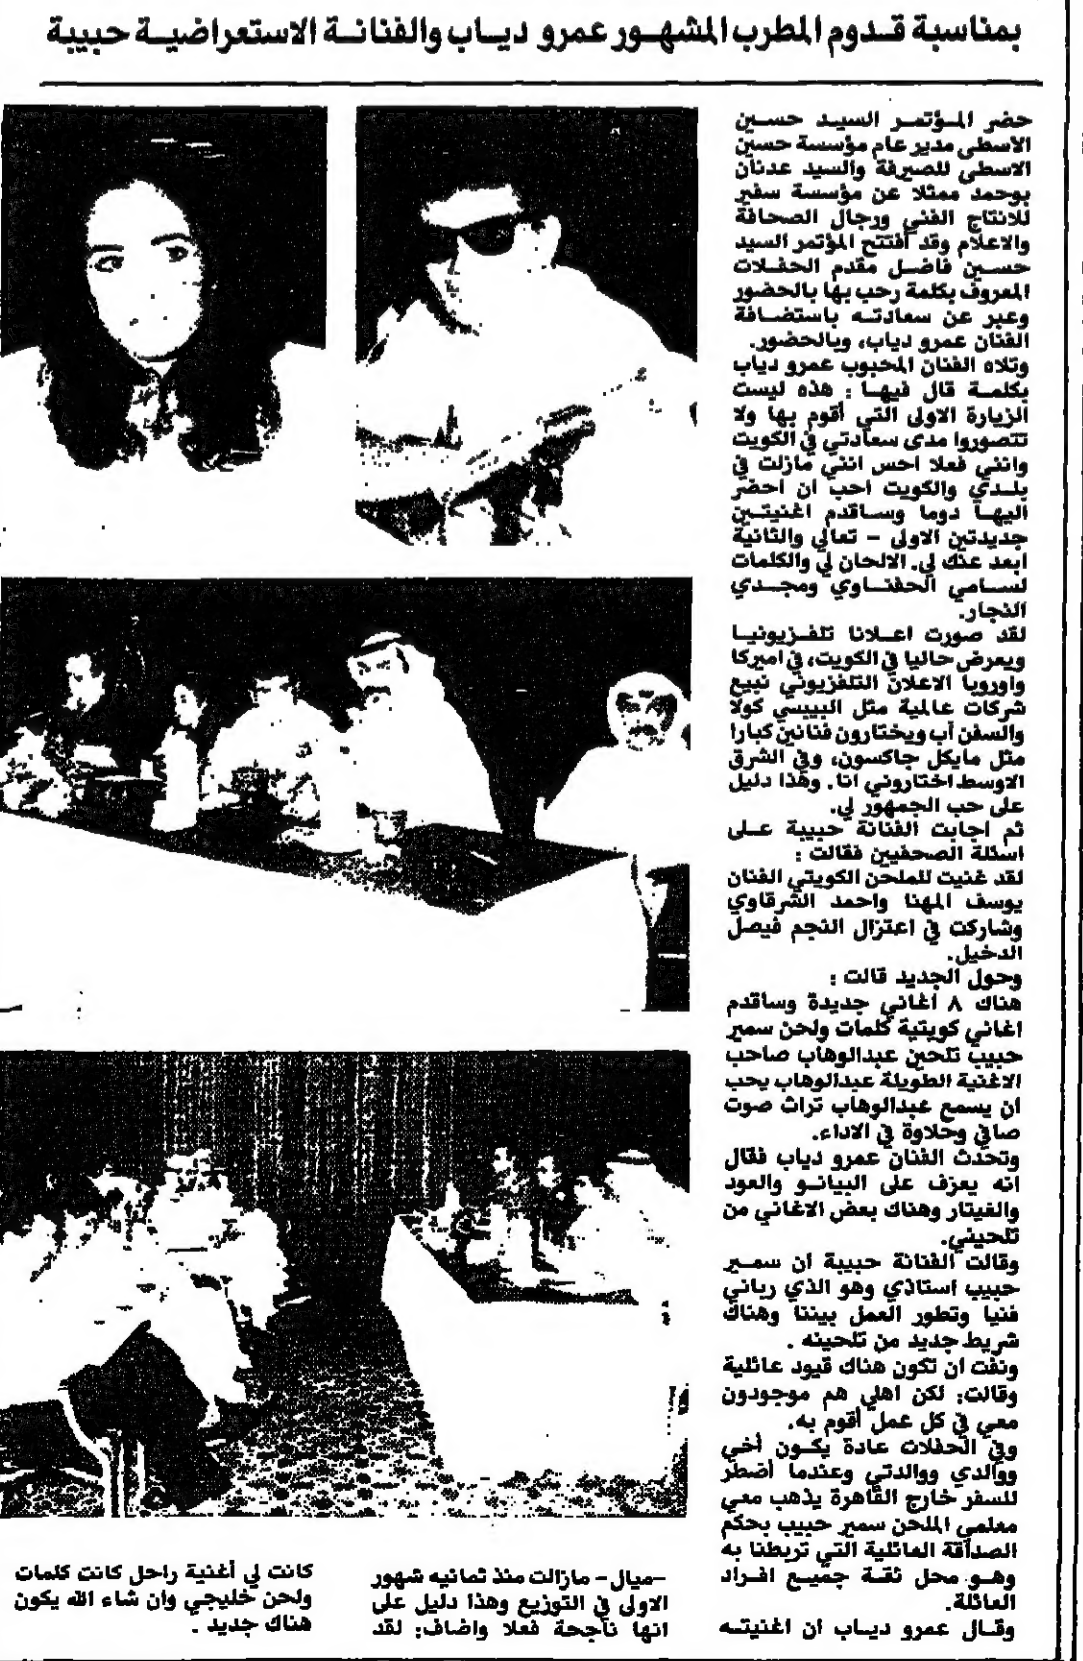 بمناسبة قدوم المطرب المشهور عمرو دياب والفنانة الاستعراضية حبيبة
حضر المؤتمر السيد حسين
الأسطى مدير عام مؤسسة حسين
الاسطى للصيرفة والسيد عدنان
بوحمد ممثلا عن مؤسسة سفير
للانتاج الفني ورجال الصحافة
والاعلام وقد أفتتح المؤتمر السيد
حسين فاضل مقدم الحفلات
المعروف بكلمة رحب بها بالحضور
وعبر عن سعادته باستضافة
الفنان عمرو دياب، وبالحضور.
وتلاه الفنان المحبوب عمرو دياب
بكلمة قال فيها : هذه ليست
الزيارة الاولى التي أقوم بها ولا
تتصوروا مدى سعادتي في الكويت
وانني فعلا احس انني مازلت في
بلدي والكويت احب ان احضر
اليها دوما وساقدم اغنيتين
جديدتين الاولى - تعالي والثانية
ابعد عنك لي. الالحان لي والكلمات
لسامي الحفناوي ومجدي
النجار.
لقد صورت اعلانا تلفزيونيا
ويعرض حاليا في الكويت، في اميركا
واوروبا الاعلان التلفزيوني نبيع
شركات عالمية مثل البيبسي كولا
والسفن أب ويختارون فنانين كبارا
مثل مايكل جاكسون، وفي الشرق
الاوسط اختاروني انا. وهذا دليل
على حب الجمهور لي.
ثم اجابت الفنانة حبيبة على
اسئلة الصحفيين فقالت :
لقد غنيت للملحن الكويتي الفنان
يوسف المهنا واحمد الشرقاوي
وشاركت في اعتزال النجم فيصل
الدخيل.
وحول الجديد قالت :
هناك ٨ أغاني جديدة وساقدم
اغاني كويتية كلمات ولحن سمير
حبيب تلحين عبدالوهاب صاحب
الاغنية الطويلة عبدالوهاب يحب
ان يسمع عبدالوهاب تراث صوت
صافي وحلاوة في الاداء.
وتحدث الفنان عمرو دياب فقال
انه يعزف على البيانو والعود
والغيتار وهناك بعض الاغاني من
تلحيني.
وقالت الفنانة حبيبة ان سمير
حبيب استاذي وهو الذي رباني
فنيا وتطور العمل بيننا وهناك
شريط جديد من تلحينه .
ونفت ان تكون هناك قيود عائلية
وقالت: لكن اهلي هم موجودون
معي في كل عمل أقوم به.
وفي الحفلات عادة يكون أخي
ووالدي ووالدتي وعندما أضطر
للسفر خارج القاهرة يذهب معي
معلمي الملحن سمير حبيب بحكم
الصداقة العائلية التي تربطنا به
وهو محل ثقة جميع افراد
العائلة.
وقال عمرو دياب ان اغنيته
-ميال- مازالت منذ ثمانيه شهور
الاولى في التوزيع وهذا دليل على
انها ناجحة فعلا واضاف: لقد
كانت لي أغنية راحل كانت كلمات
ولحن خليجي وان شاء الله يكون
هناك جديد .